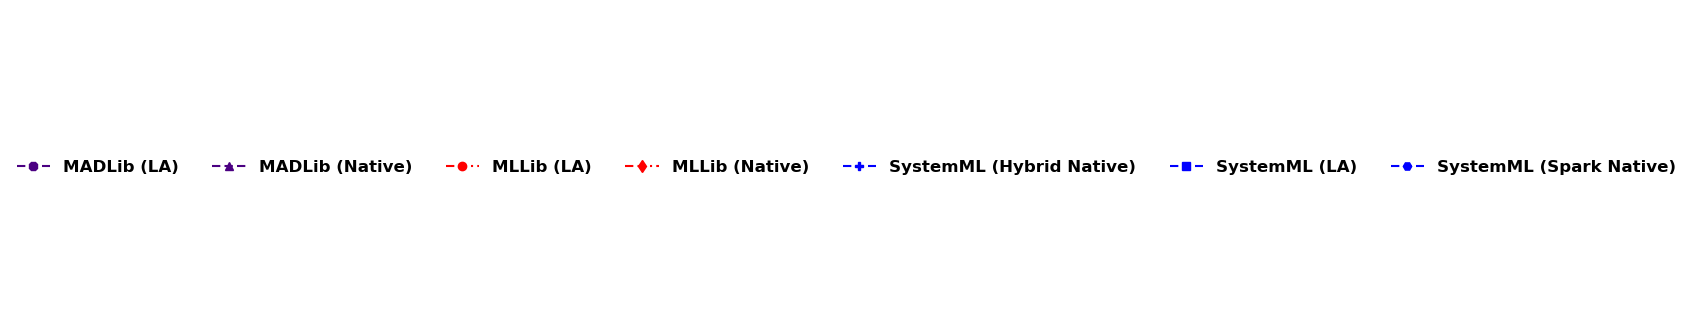 MADLib (LA) MADLib (Native) MLLib (LA) MLLib (Native) SystemML (Hybrid Native) SystemML (LA) SystemML (Spark Native)